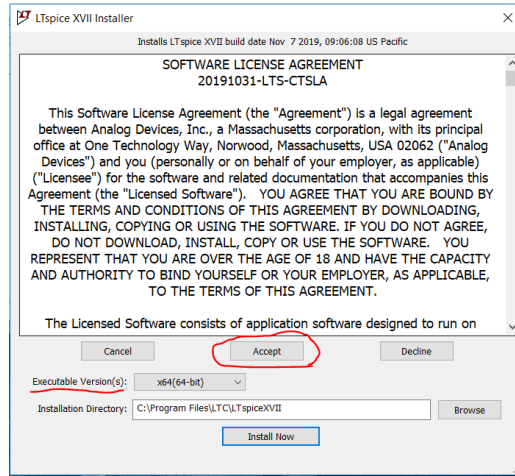 LTspice XVII Installer
Installs LTspice XVII build date Nov 7 2019, 09:06:08 US Pacific
SOFTWARE LICENSE AGREEMENT
20191031-LTS-CTSLA
This Software License Agreement (the "Agreement") is a legal agreement
between Analog Devices, Inc., a Massachusetts corporation, with its principal
office at One Technology Way, Norwood, Massachusetts, USA 02062 ("Analog
Devices") and you (personally or on behalf of your employer, as applicable)
("Licensee") for the software and related documentation that accompanies this
Agreement (the "Licensed Software"). YOU AGREE THAT YOU ARE BOUND BY
THE TERMS AND CONDITIONS OF THIS AGREEMENT BY DOWNLOADING,
INSTALLING, COPYING OR USING THE SOFTWARE. IF YOU DO NOT AGREE,
DO NOT DOWNLOAD, INSTALL, COPY OR USE THE SOFTWARE. YOU
REPRESENT THAT YOU ARE OVER THE AGE OF 18 AND HAVE THE CAPACITY
AND AUTHORITY TO BIND YOURSELF OR YOUR EMPLOYER, AS APPLICABLE,
TO THE TERMS OF THIS AGREEMENT.
The Licensed Software consists of application software designed to run on
Cancel Accept Decline
Executable Version(s): x64(64-bit)
Installation Directory: C:\Program Files\LTC\LTspiceXVII Browse
Install Now